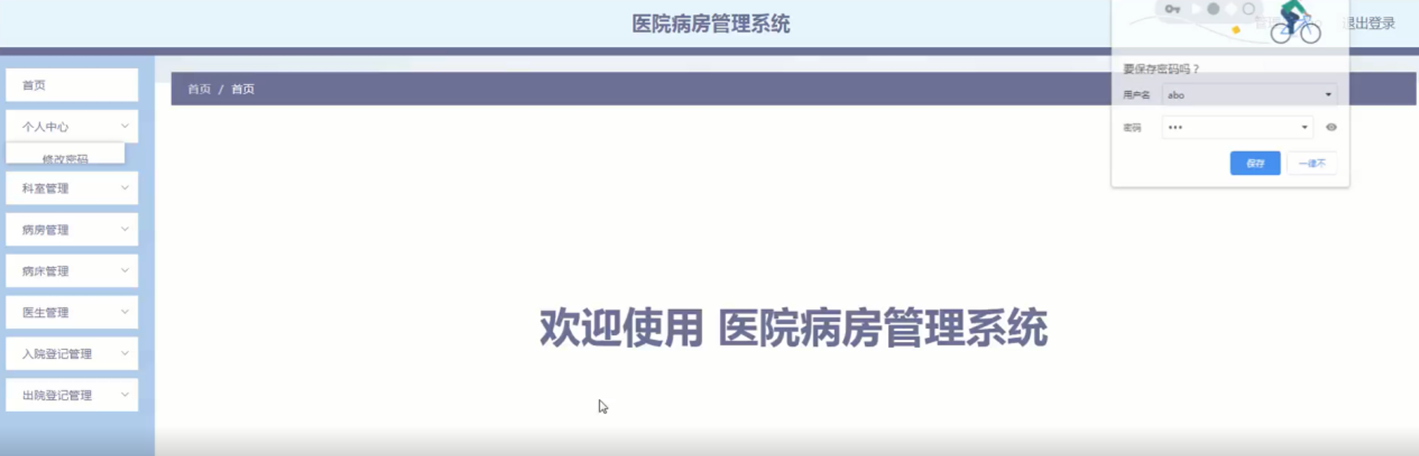 医院病房管理系统
退出登录
首页
个人中心
修改密码
科室管理
病房管理
病床管理
医生管理
入院登记管理
出院登记管理
首页 / 首页
要保存密码吗？
用户名 abo
密码 •••
保存 一律不
欢迎使用 医院病房管理系统